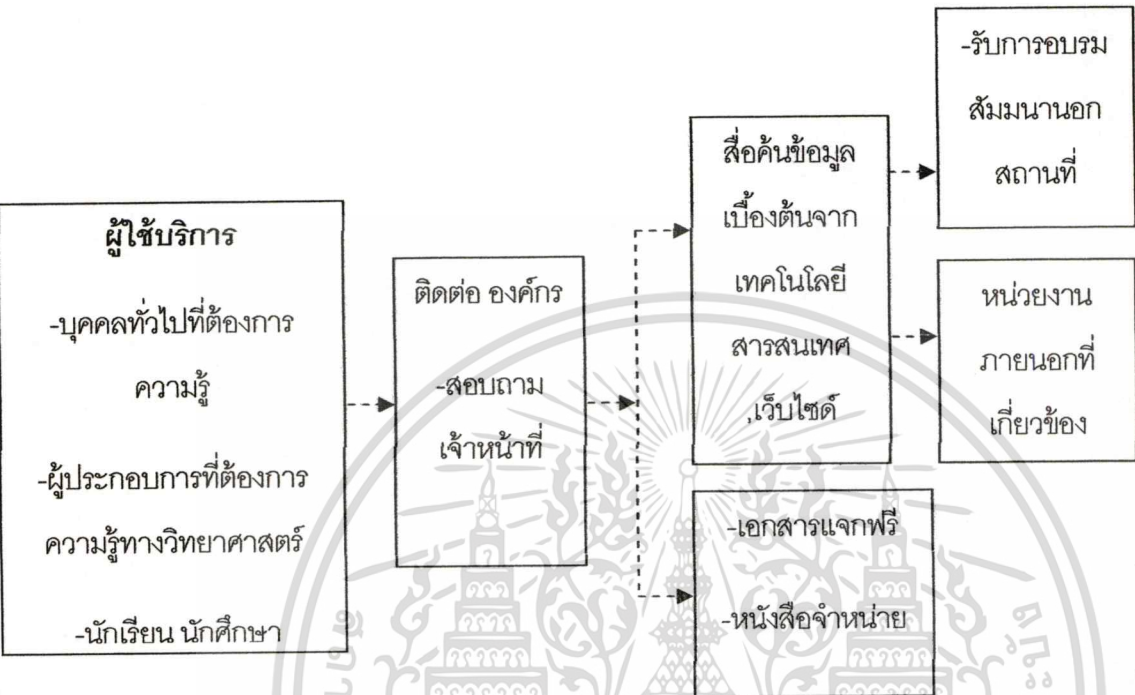 ผู้ใช้บริการ
-บุคคลทั่วไปที่ต้องการ
ความรู้
-ผู้ประกอบการที่ต้องการ
ความรู้ทางวิทยาศาสตร์
-นักเรียน นักศึกษา
ติดต่อ องค์กร
-สอบถาม
เจ้าหน้าที่
สื่อค้นข้อมูล
เบื้องต้นจาก
เทคโนโลยี
สารสนเทศ
,เว็บไซด์
-เอกสารแจกฟรี
-หนังสือจำหน่าย
-รับการอบรม
สัมมนานอก
สถานที่
หน่วยงาน
ภายนอกที่
เกี่ยวข้อง